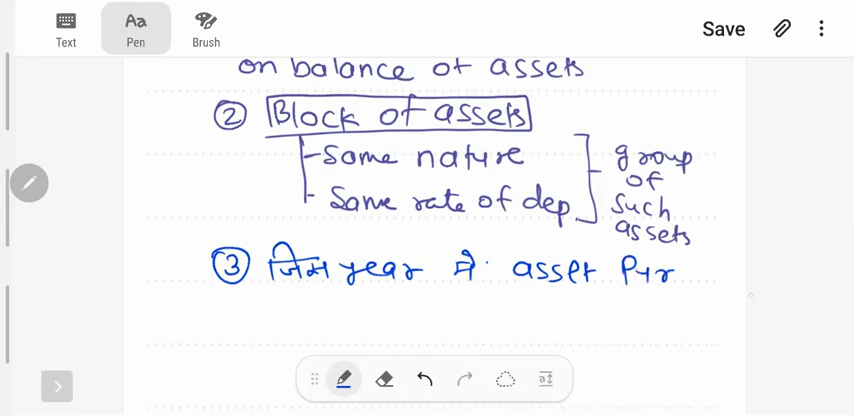 Text
Pen
Brush
Save
on balance of assets
② Block of assets
- Same nature
- Same rate of dep.
group
of
such
assets
③ जिस year में asset Pur